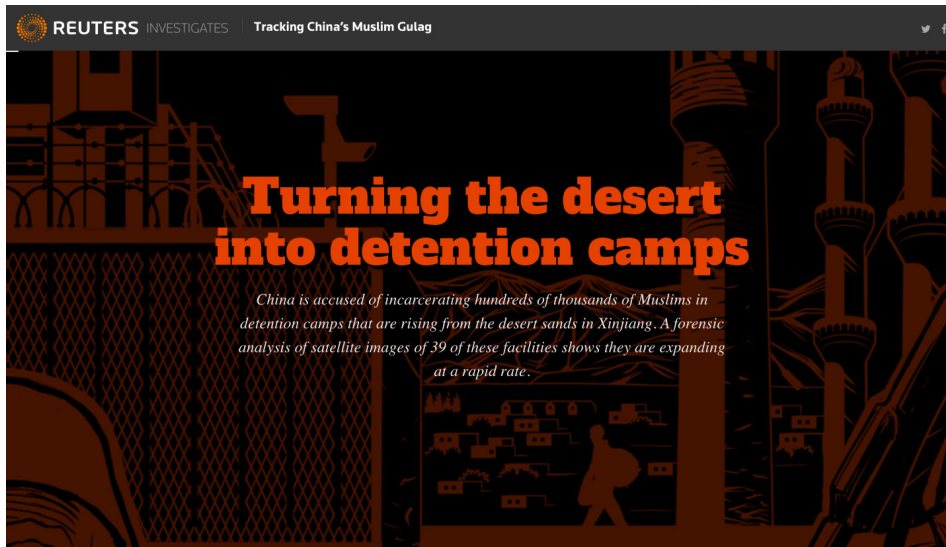 REUTERS INVESTIGATES Tracking China's Muslim Gulag
Turning the desert
into detention camps
China is accused of incarcerating hundreds of thousands of Muslims in
detention camps that are rising from the desert sands in Xinjiang. A forensic
analysis of satellite images of 39 of these facilities shows they are expanding
at a rapid rate.